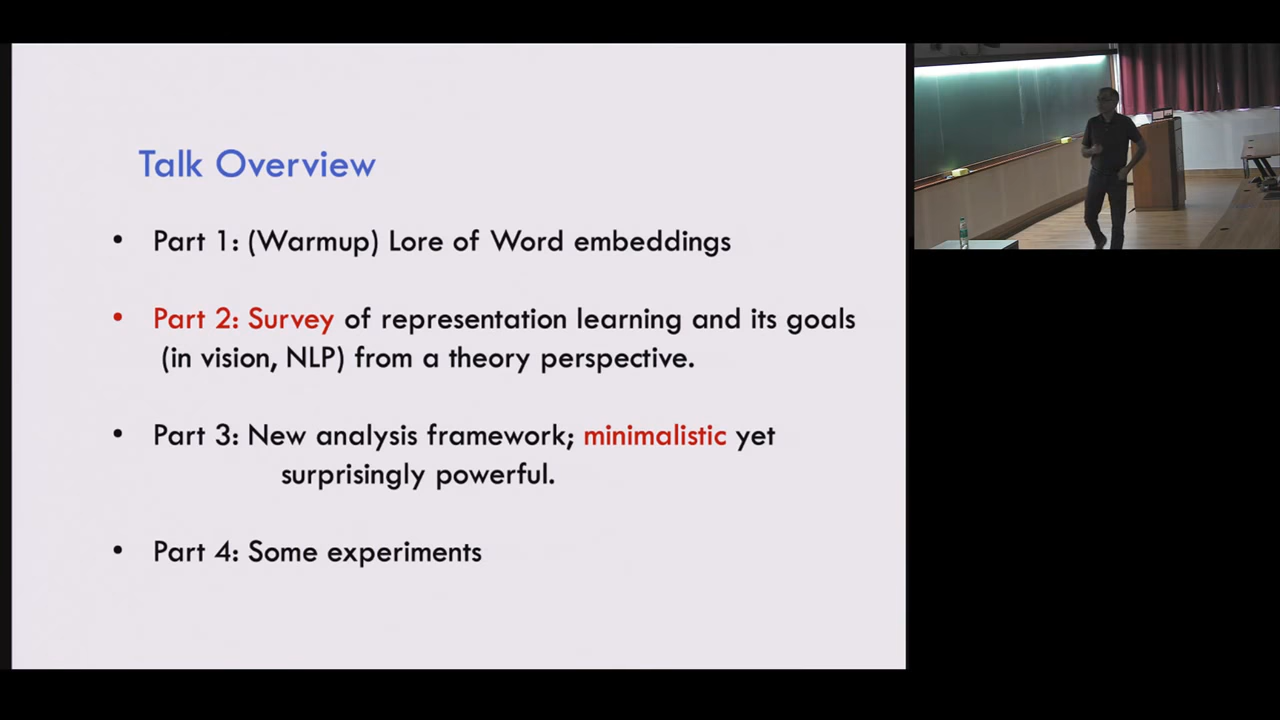 Talk Overview
• Part 1: (Warmup) Lore of Word embeddings
• Part 2: Survey of representation learning and its goals
(in vision, NLP) from a theory perspective.
• Part 3: New analysis framework; minimalistic yet
surprisingly powerful.
• Part 4: Some experiments